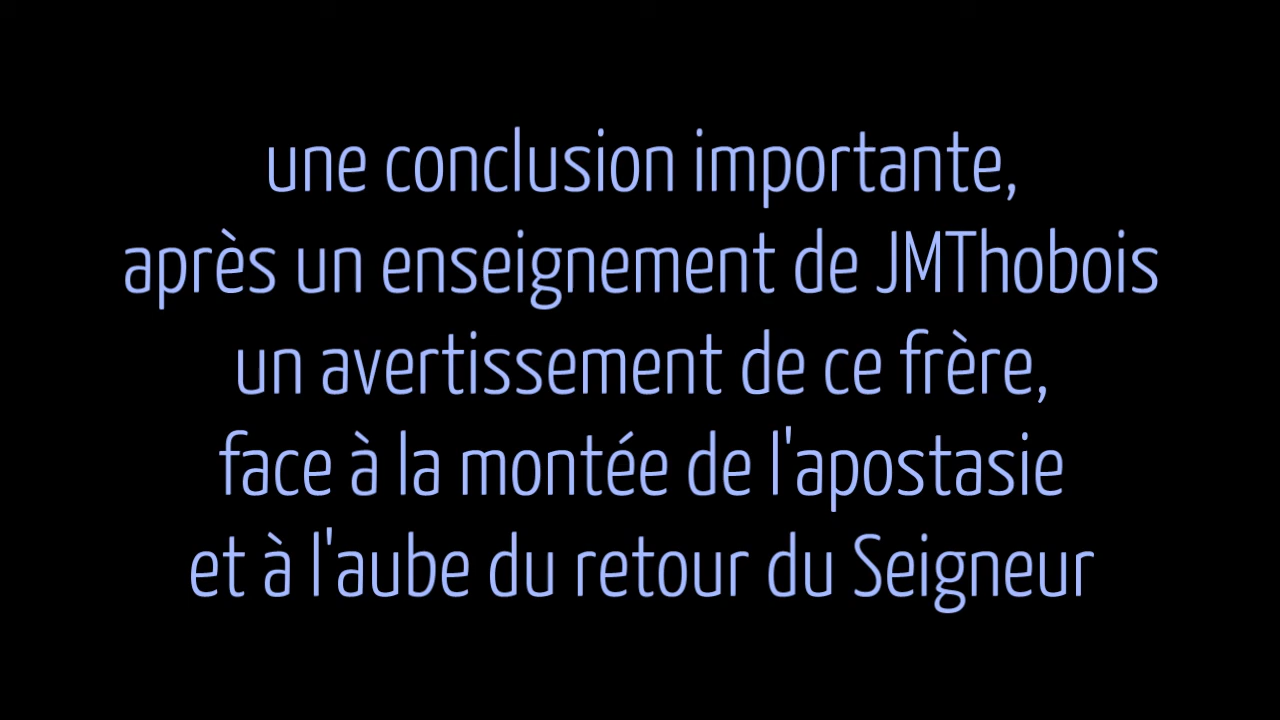 une conclusion importante,
après un enseignement de JMThobois
un avertissement de ce frère,
face à la montée de l'apostasie
et à l'aube du retour du Seigneur